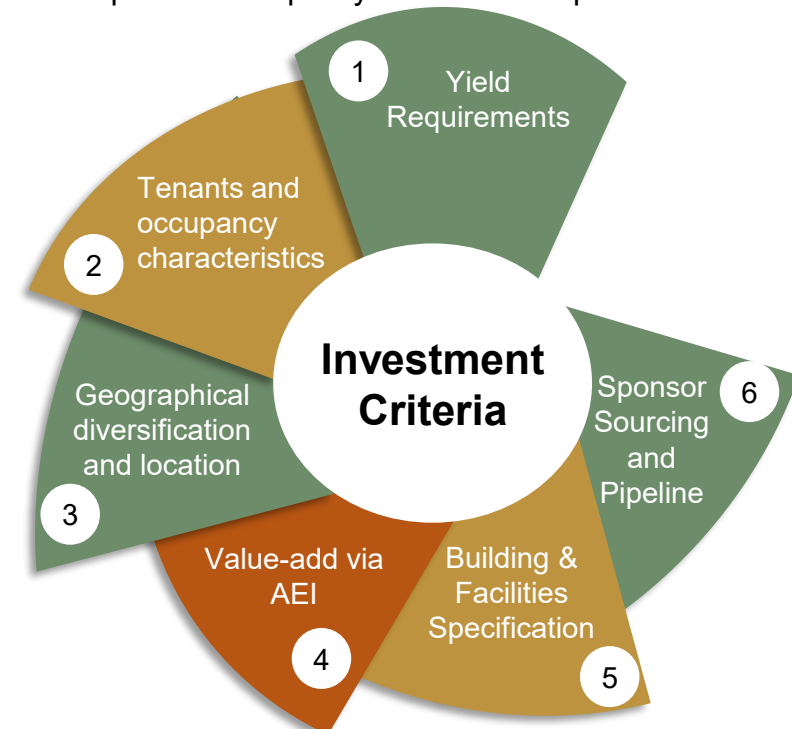 1
Yield
Requirements
2
Tenants and
occupancy
characteristics
3
Geographical
diversification
and location
4
Value-add via
AEI
5
Building &
Facilities
Specification
6
Sponsor
Sourcing
and
Pipeline
Investment
Criteria